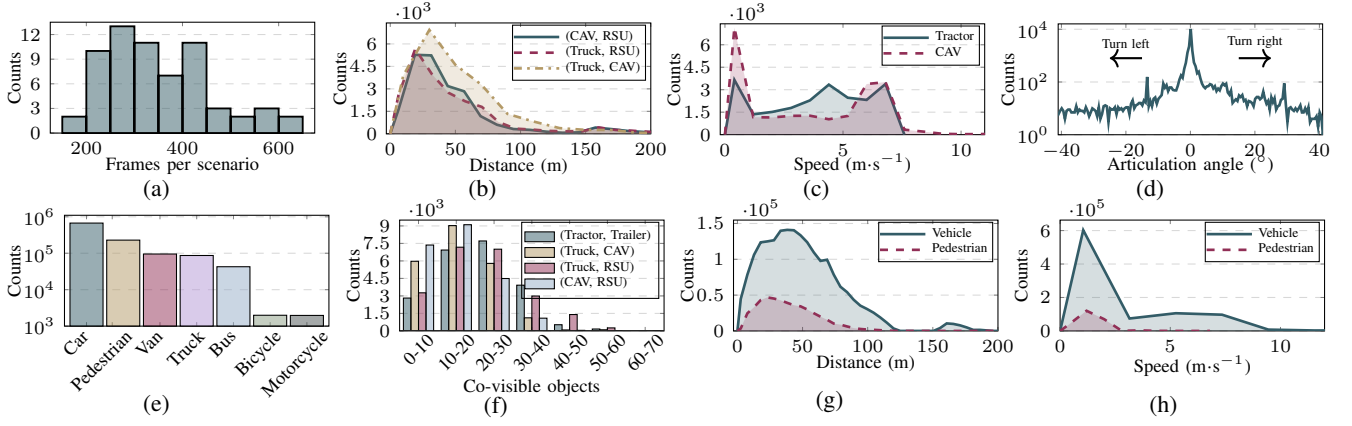 12
9
6
3
0
Counts
200
400
600
Frames per scenario
(a)
·10³
6
4.5
3
1.5
0
Counts
(CAV, RSU)
(Truck, RSU)
(Truck, CAV)
0
50
100
150
200
Distance (m)
(b)
·10³
6
4.5
3
1.5
0
Counts
Tractor
CAV
0
5
10
Speed (m·s⁻¹)
(c)
10⁴
10²
10⁰
Counts
Turn left
Turn right
−40
−20
0
20
40
Articulation angle (°)
(d)
10⁶
10⁵
10⁴
10³
Counts
Car
Pedestrian
Van
Truck
Bus
Bicycle
Motorcycle
(e)
·10³
9
7.5
6
4.5
3
1.5
0
Counts
(Tractor, Trailer)
(Truck, CAV)
(Truck, RSU)
(CAV, RSU)
0-10
10-20
20-30
30-40
40-50
50-60
60-70
Co-visible objects
(f)
·10⁵
1.5
1
0.5
0
Counts
Vehicle
Pedestrian
0
50
100
150
200
Distance (m)
(g)
·10⁵
6
4
2
0
Counts
Vehicle
Pedestrian
0
5
10
Speed (m·s⁻¹)
(h)